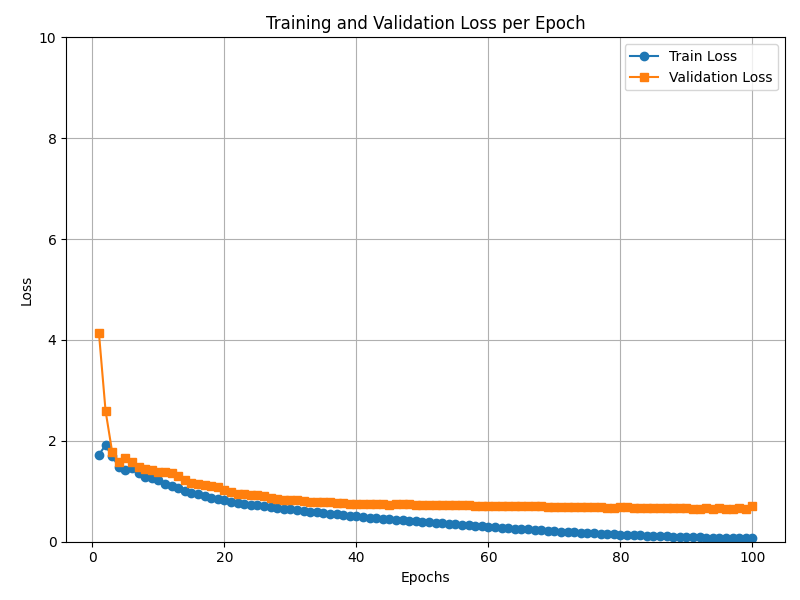 Training and Validation Loss per Epoch
10
8
6
4
2
0
Loss
Train Loss
Validation Loss
0 20 40 60 80 100
Epochs